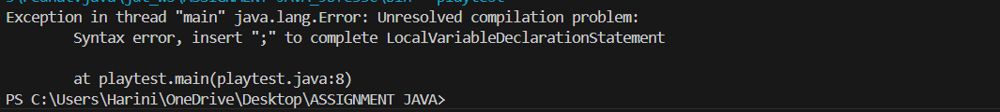 Exception in thread "main" java.lang.Error: Unresolved compilation problem:
Syntax error, insert ";" to complete LocalVariableDeclarationStatement
at playtest.main(playtest.java:8)
PS C:\Users\Harini\OneDrive\Desktop\ASSIGNMENT JAVA>